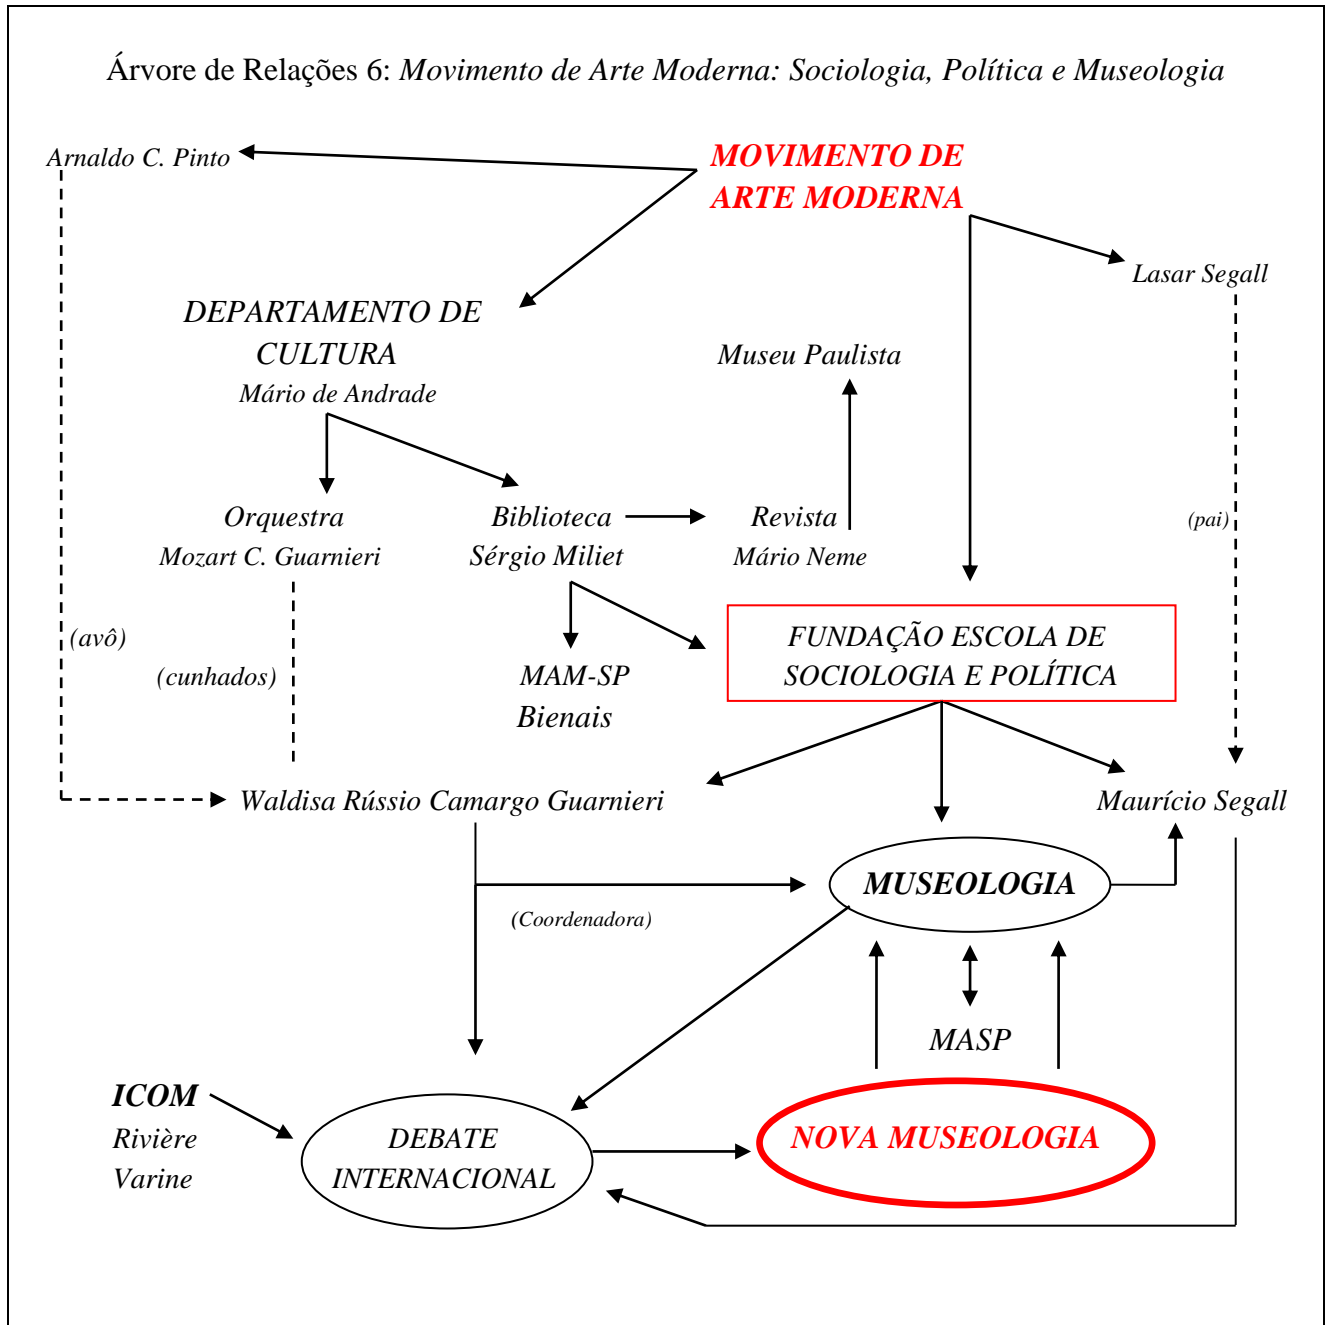 Árvore de Relações 6: Movimento de Arte Moderna: Sociologia, Política e Museologia
Arnaldo C. Pinto
MOVIMENTO DE
ARTE MODERNA
Lasar Segall
DEPARTAMENTO DE
CULTURA
Mário de Andrade
Museu Paulista
Orquestra
Mozart C. Guarnieri
Biblioteca
Sérgio Miliet
Revista
Mário Neme
(pai)
(avô)
(cunhados)
MAM-SP
Bienais
FUNDAÇÃO ESCOLA DE
SOCIOLOGIA E POLÍTICA
Waldisa Rússio Camargo Guarnieri
Maurício Segall
MUSEOLOGIA
(Coordenadora)
MASP
ICOM
Rivière
Varine
DEBATE
INTERNACIONAL
NOVA MUSEOLOGIA